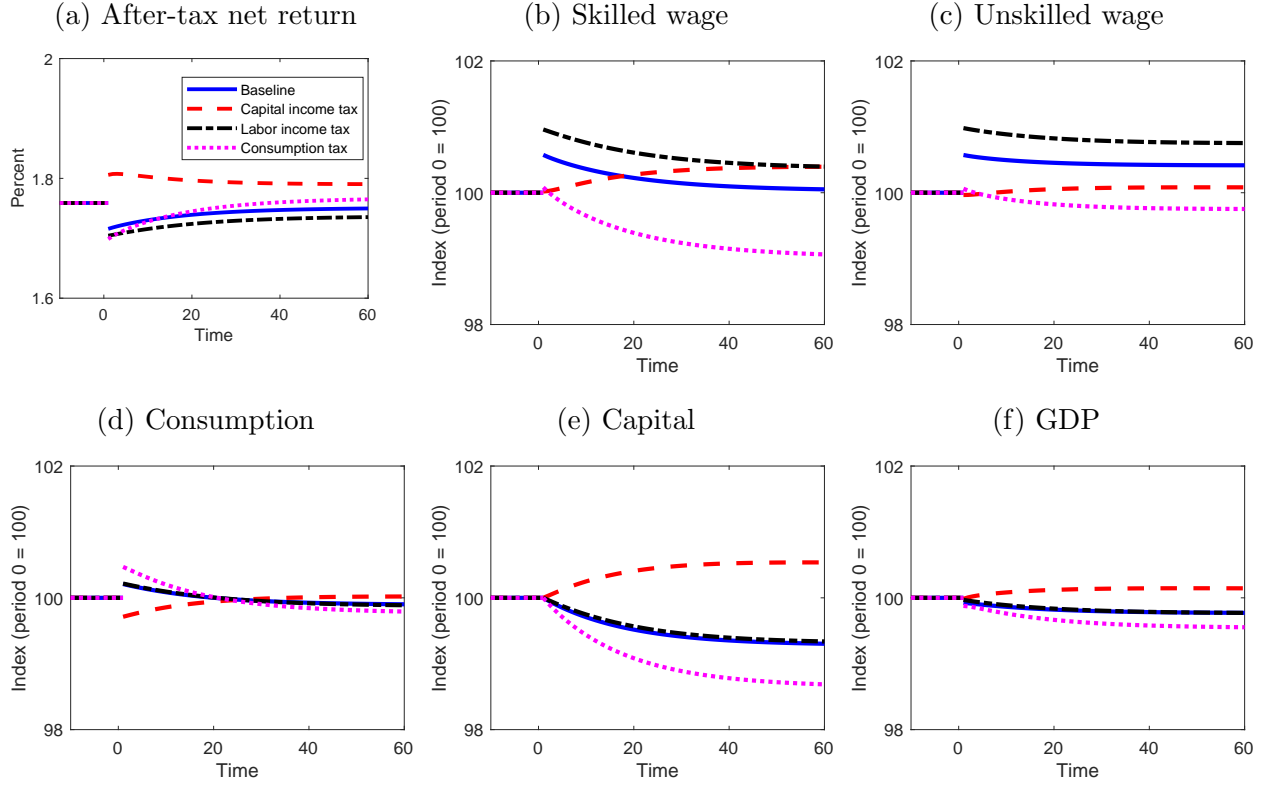 (a) After-tax net return
2
1.8
1.6
Percent
0
20
40
60
Time
Baseline
Capital income tax
Labor income tax
Consumption tax
(b) Skilled wage
102
100
98
Index (period 0 = 100)
0
20
40
60
Time
(c) Unskilled wage
102
100
98
Index (period 0 = 100)
0
20
40
60
Time
(d) Consumption
102
100
98
Index (period 0 = 100)
0
20
40
60
Time
(e) Capital
102
100
98
Index (period 0 = 100)
0
20
40
60
Time
(f) GDP
102
100
98
Index (period 0 = 100)
0
20
40
60
Time